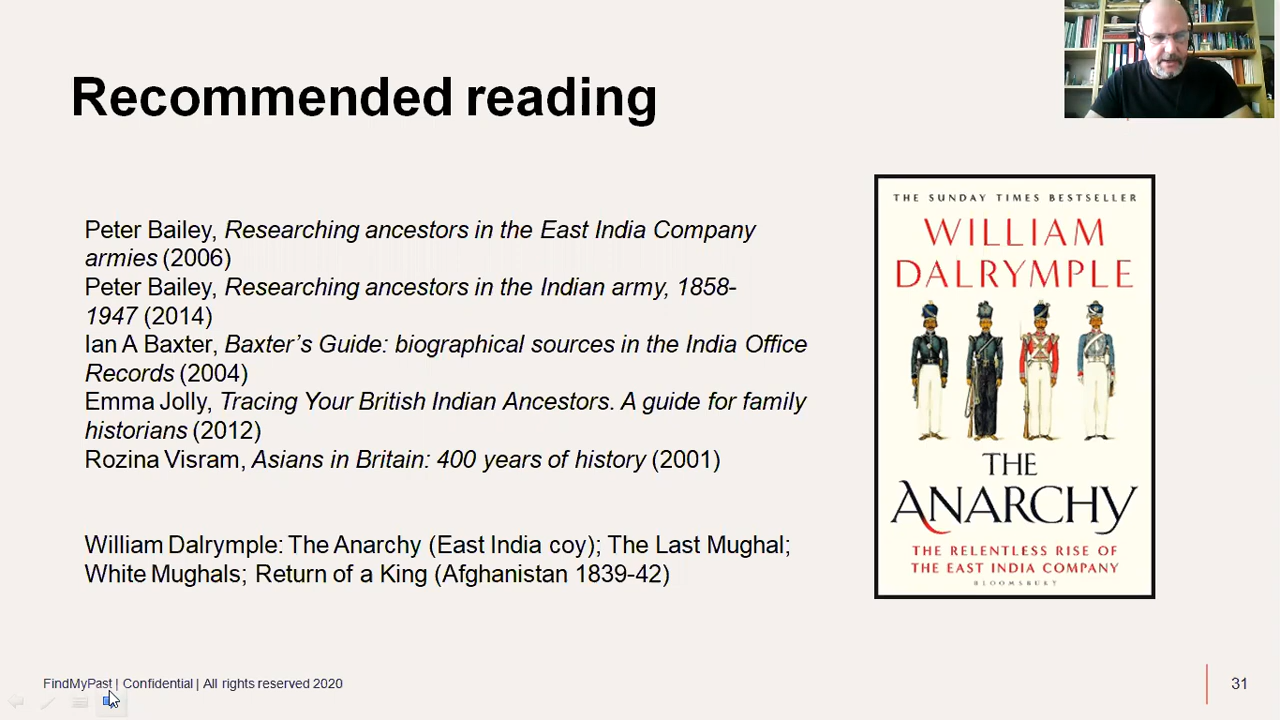 Recommended reading
Peter Bailey, Researching ancestors in the East India Company
armies (2006)
Peter Bailey, Researching ancestors in the Indian army, 1858-
1947 (2014)
Ian A Baxter, Baxter’s Guide: biographical sources in the India Office
Records (2004)
Emma Jolly, Tracing Your British Indian Ancestors. A guide for family
historians (2012)
Rozina Visram, Asians in Britain: 400 years of history (2001)
William Dalrymple: The Anarchy (East India coy); The Last Mughal;
White Mughals; Return of a King (Afghanistan 1839-42)
THE SUNDAY TIMES BESTSELLER
WILLIAM
DALRYMPLE
THE
ANARCHY
THE RELENTLESS RISE OF
THE EAST INDIA COMPANY
BLOOMSBURY
FindMyPast | Confidential | All rights reserved 2020
31